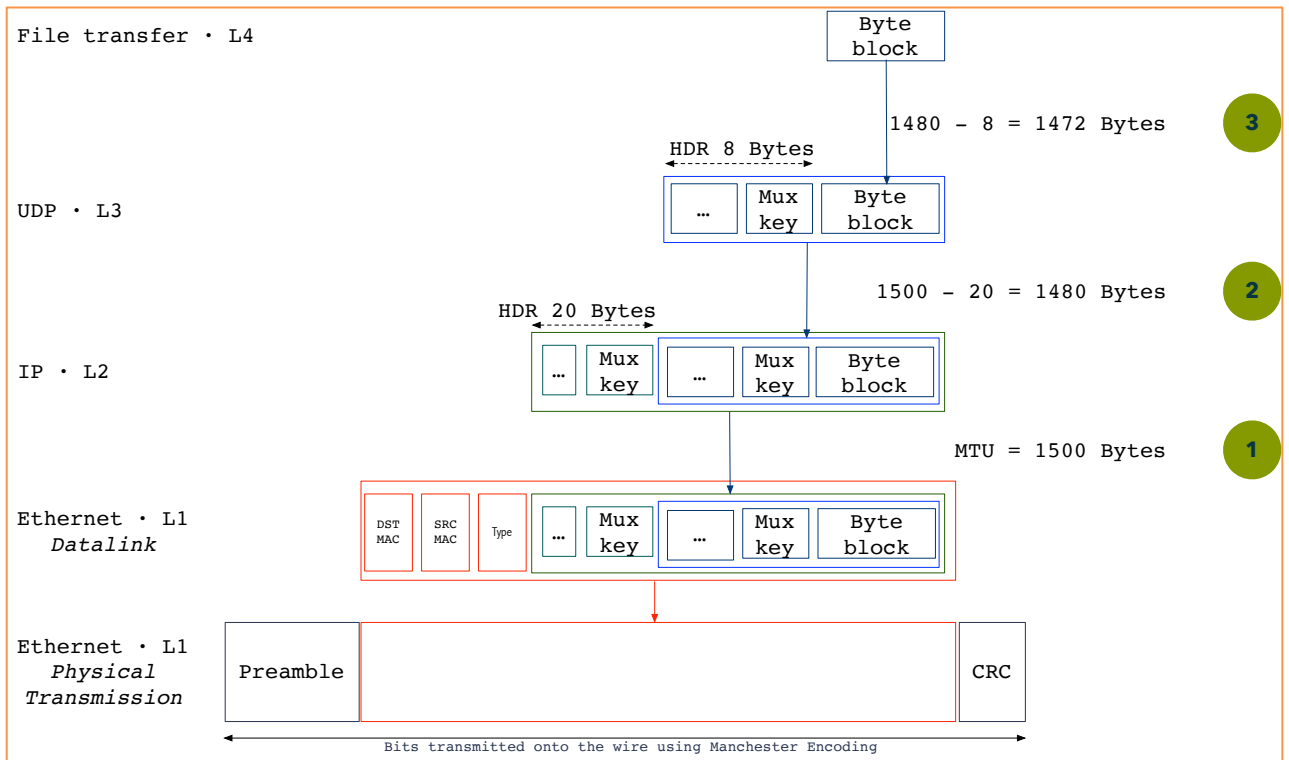 File transfer · L4
Byte
block
1480 - 8 = 1472 Bytes
3
HDR 8 Bytes
UDP · L3
…
Mux
key
Byte
block
1500 - 20 = 1480 Bytes
2
HDR 20 Bytes
IP · L2
…
Mux
key
…
Mux
key
Byte
block
MTU = 1500 Bytes
1
Ethernet · L1
Datalink
DST
MAC
SRC
MAC
Type
…
Mux
key
…
Mux
key
Byte
block
Ethernet · L1
Physical
Transmission
Preamble
CRC
Bits transmitted onto the wire using Manchester Encoding